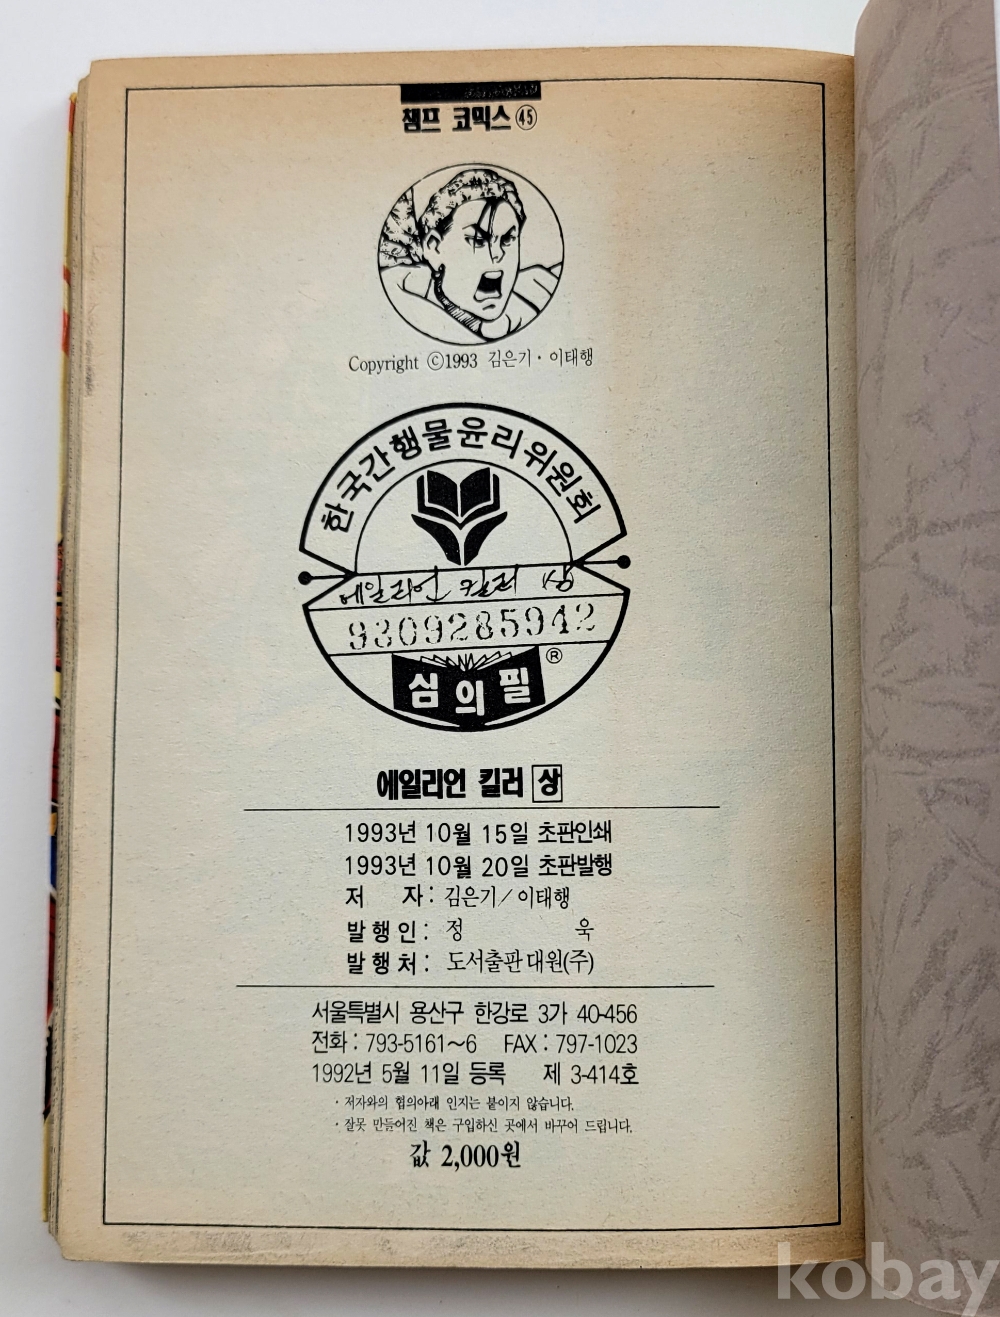 챔프 코믹스 45
Copyright ⓒ1993 김은기·이태행
한국간행물윤리위원회
에일리언 킬러 상
9309285942
심의필 ®
에일리언 킬러 상
1993년 10월 15일 초판인쇄
1993년 10월 20일 초판발행
저 자: 김은기/이태행
발행인: 정 욱
발행처: 도서출판 대원(주)
서울특별시 용산구 한강로 3가 40-456
전화: 793-5161~6 FAX: 797-1023
1992년 5월 11일 등록 제 3-414호
· 저자와의 협의아래 인지는 붙이지 않습니다.
· 잘못 만들어진 책은 구입하신 곳에서 바꾸어 드립니다.
값 2,000원
kobay